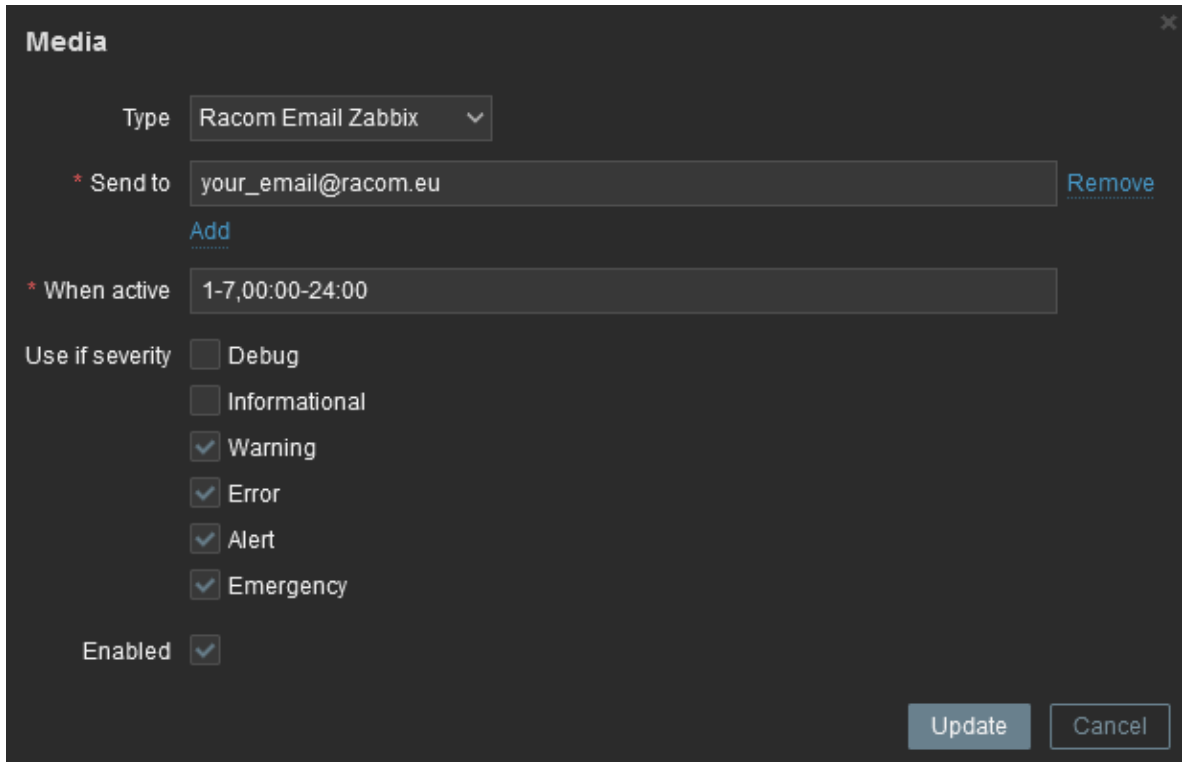 Media
Type Racom Email Zabbix
* Send to your_email@racom.eu Remove
Add
* When active 1-7,00:00-24:00
Use if severity Debug
Informational
Warning
Error
Alert
Emergency
Enabled
Update Cancel